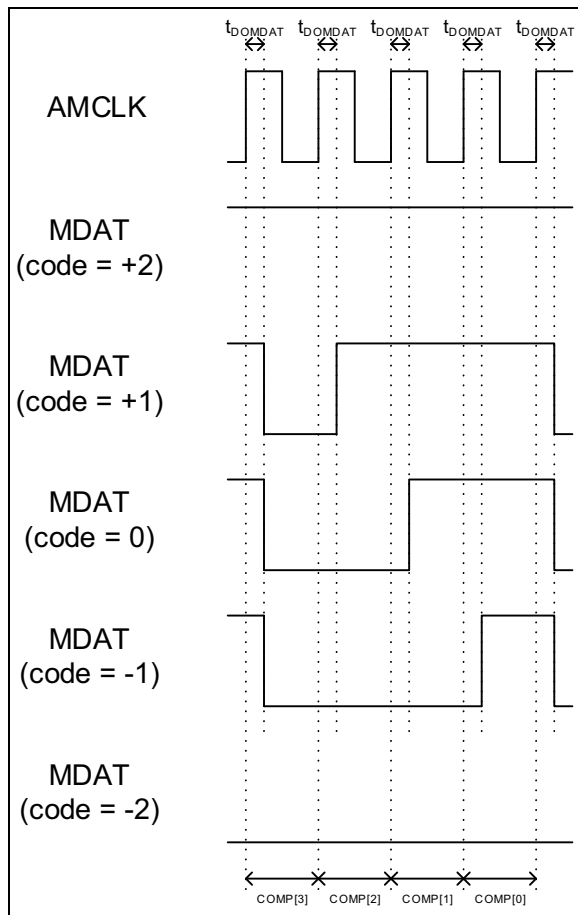 tDOMDAT tDOMDAT tDOMDAT tDOMDAT tDOMDAT
AMCLK
MDAT
(code = +2)
MDAT
(code = +1)
MDAT
(code = 0)
MDAT
(code = -1)
MDAT
(code = -2)
COMP[3] COMP[2] COMP[1] COMP[0]